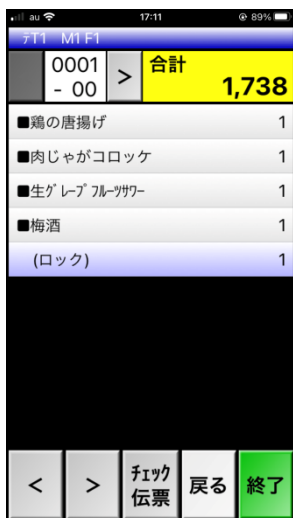 au 17:11 89%
テT1 M1 F1
0001
- 00
>
合計
1,738
■鶏の唐揚げ 1
■肉じゃがコロッケ 1
■生ｸﾞﾚｰﾌﾟﾌﾙｰﾂｻﾜｰ 1
■梅酒 1
(ロック) 1
< > ﾁｪｯｸ伝票 戻る 終了